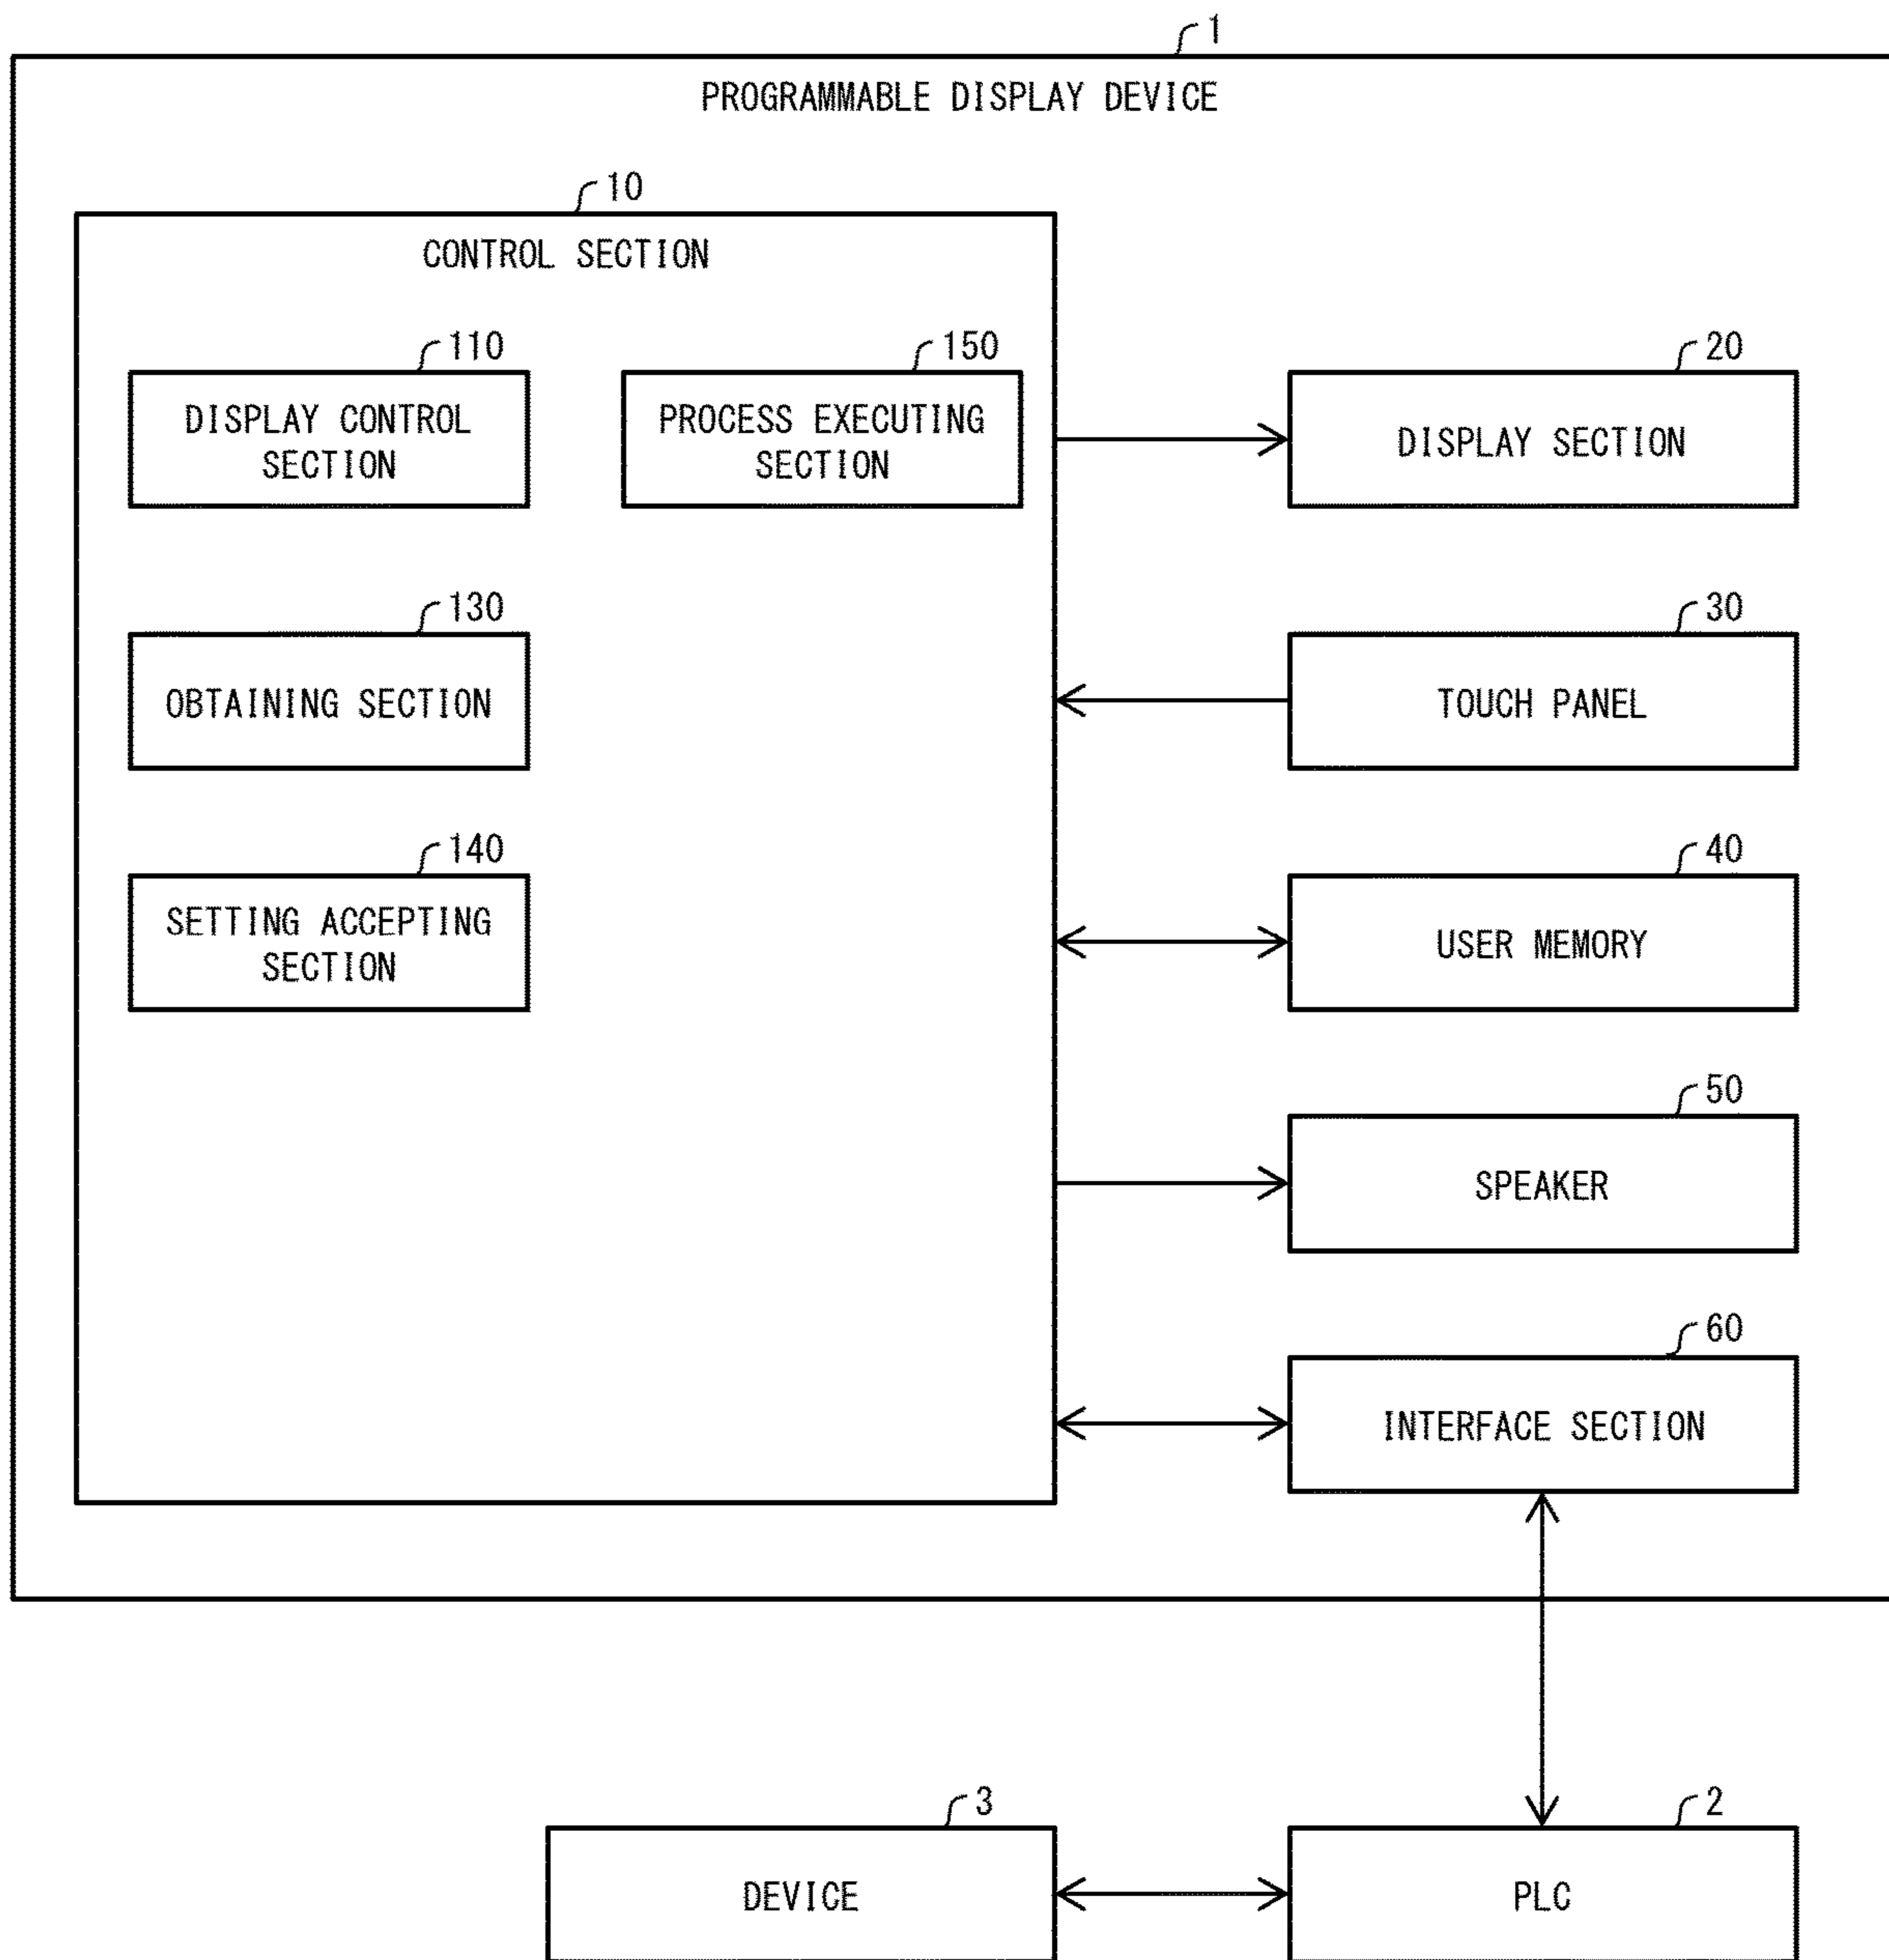 1
PROGRAMMABLE DISPLAY DEVICE
10
CONTROL SECTION
110
DISPLAY CONTROL
SECTION
150
PROCESS EXECUTING
SECTION
20
DISPLAY SECTION
130
OBTAINING SECTION
30
TOUCH PANEL
140
SETTING ACCEPTING
SECTION
40
USER MEMORY
50
SPEAKER
60
INTERFACE SECTION
3
DEVICE
2
PLC